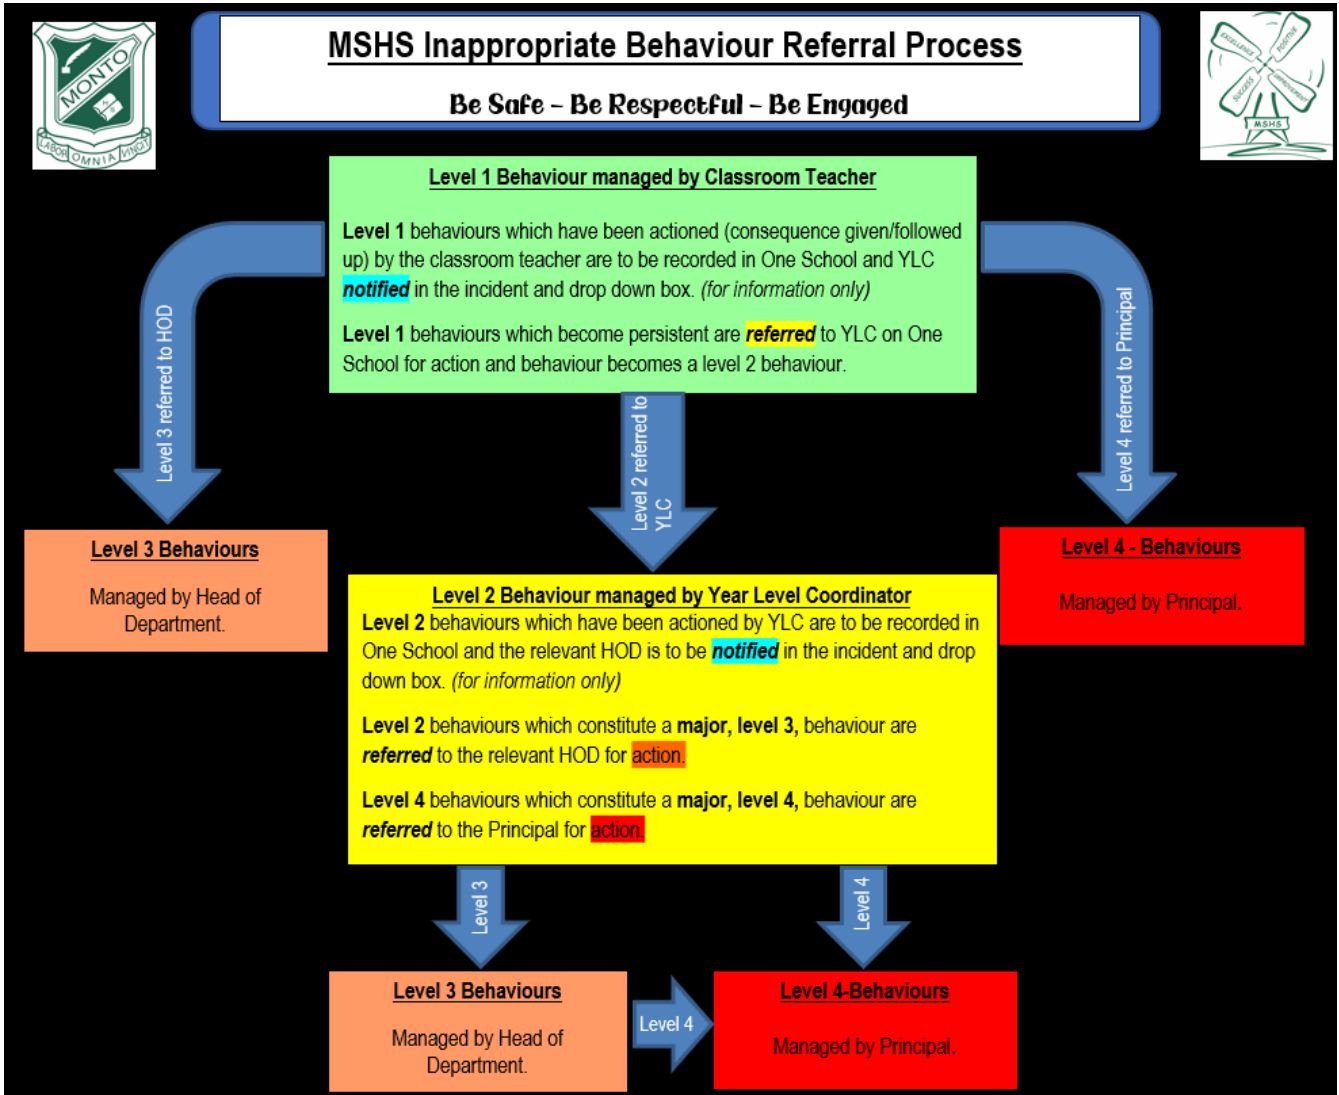 MONTO
LABOR OMNIA VINCIT
MSHS Inappropriate Behaviour Referral Process
Be Safe – Be Respectful – Be Engaged
EXCELLENCE
POSITIVE
SUCCESS
IMPROVEMENT
MSHS
Level 1 Behaviour managed by Classroom Teacher
Level 1 behaviours which have been actioned (consequence given/followed
up) by the classroom teacher are to be recorded in One School and YLC
notified in the incident and drop down box. (for information only)
Level 1 behaviours which become persistent are referred to YLC on One
School for action and behaviour becomes a level 2 behaviour.
Level 3 referred to HOD
Level 2 referred to
YLC
Level 4 referred to Principal
Level 3 Behaviours
Managed by Head of
Department.
Level 4 - Behaviours
Managed by Principal.
Level 2 Behaviour managed by Year Level Coordinator
Level 2 behaviours which have been actioned by YLC are to be recorded in
One School and the relevant HOD is to be notified in the incident and drop
down box. (for information only)
Level 2 behaviours which constitute a major, level 3, behaviour are
referred to the relevant HOD for action.
Level 4 behaviours which constitute a major, level 4, behaviour are
referred to the Principal for action.
Level 3
Level 4
Level 3 Behaviours
Managed by Head of
Department.
Level 4
Level 4-Behaviours
Managed by Principal.